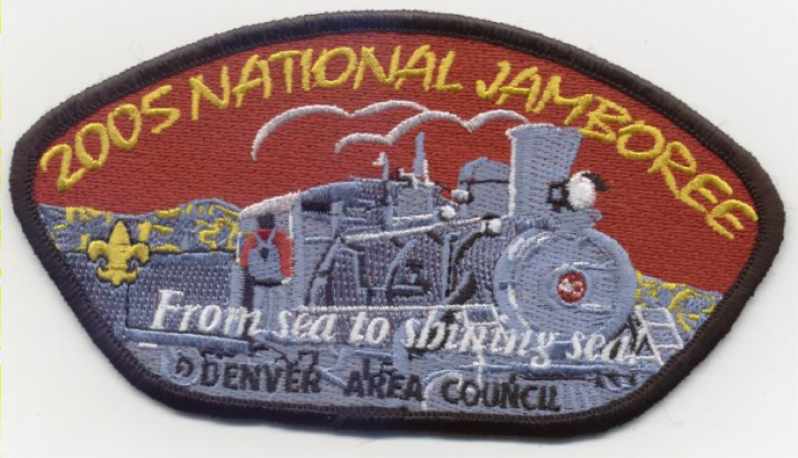 2005 NATIONAL JAMBOREE
From sea to shining sea!
DENVER AREA COUNCIL